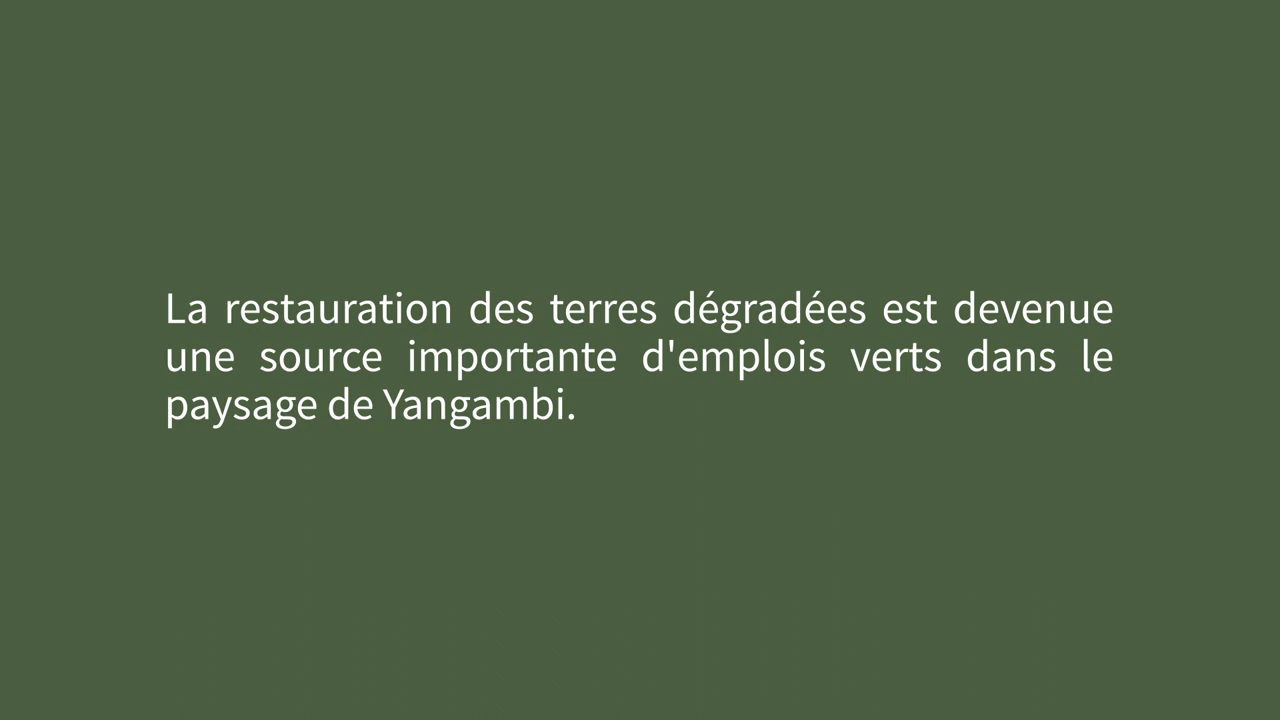 La restauration des terres dégradées est devenue
une source importante d'emplois verts dans le
paysage de Yangambi.